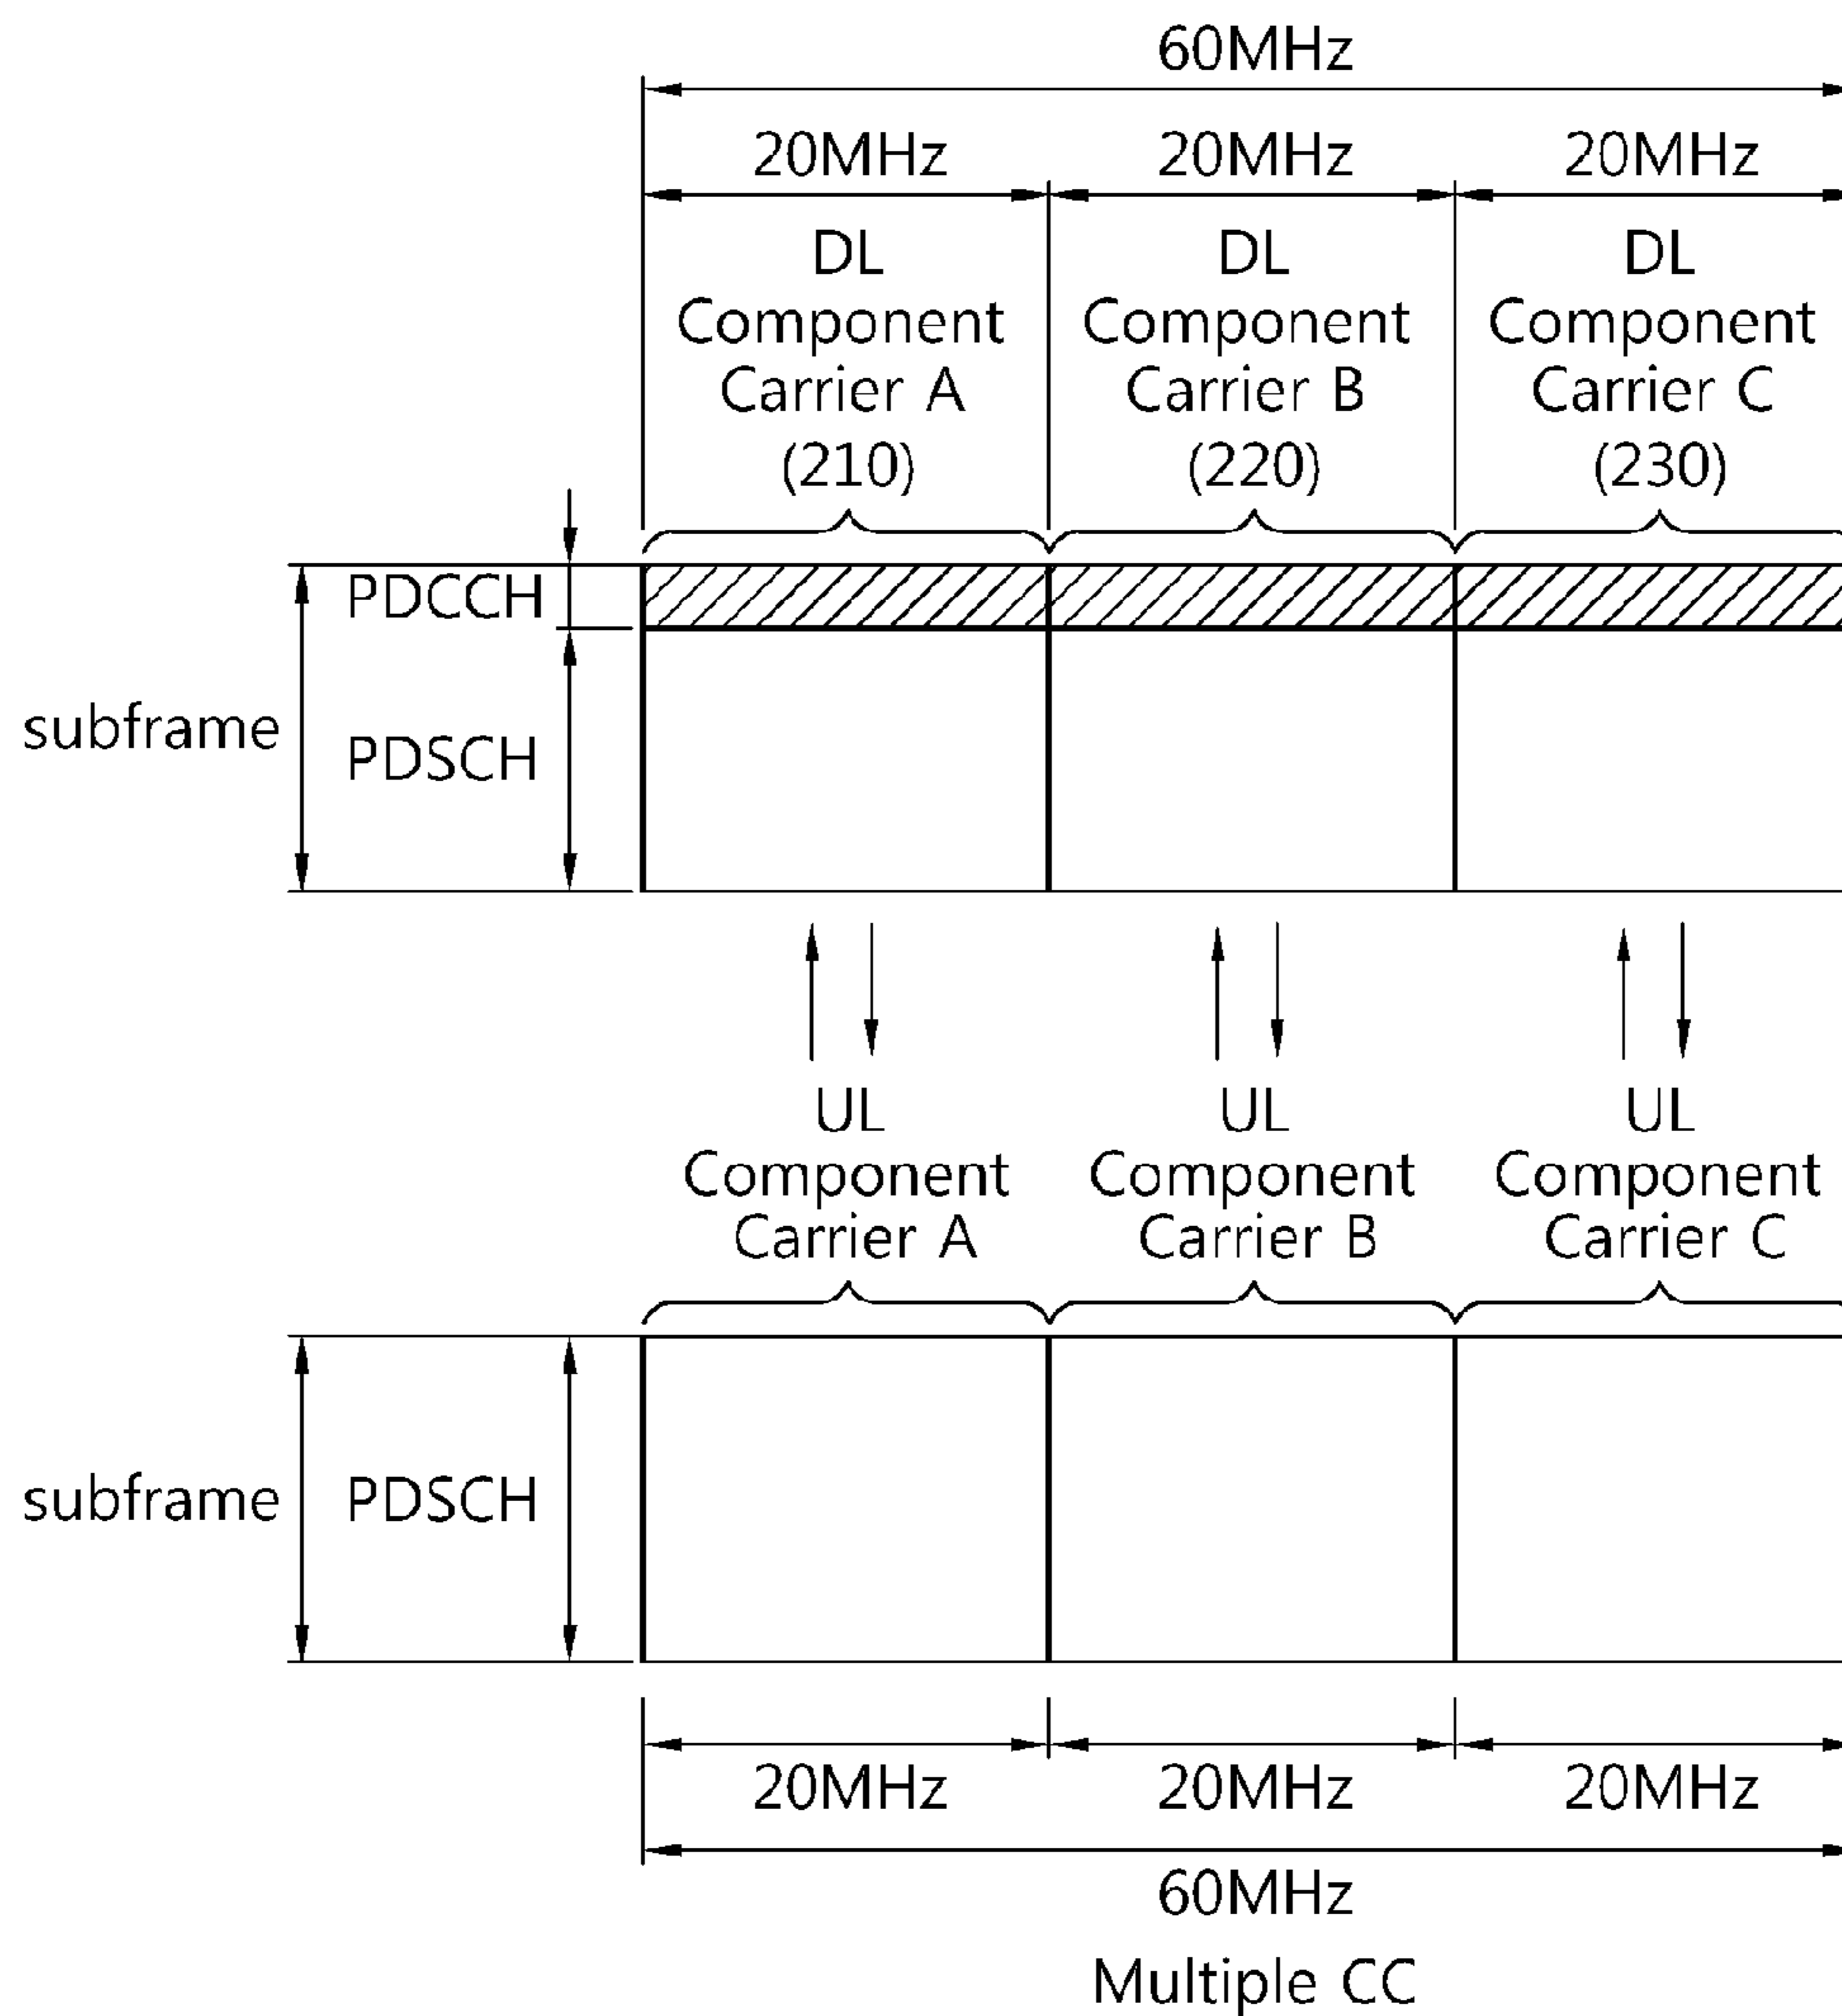 60MHz
20MHz 20MHz 20MHz
DL DL DL
Component Component Component
Carrier A Carrier B Carrier C
(210) (220) (230)
PDCCH
subframe
PDSCH
UL UL UL
Component Component Component
Carrier A Carrier B Carrier C
subframe PDSCH
20MHz 20MHz 20MHz
60MHz
Multiple CC